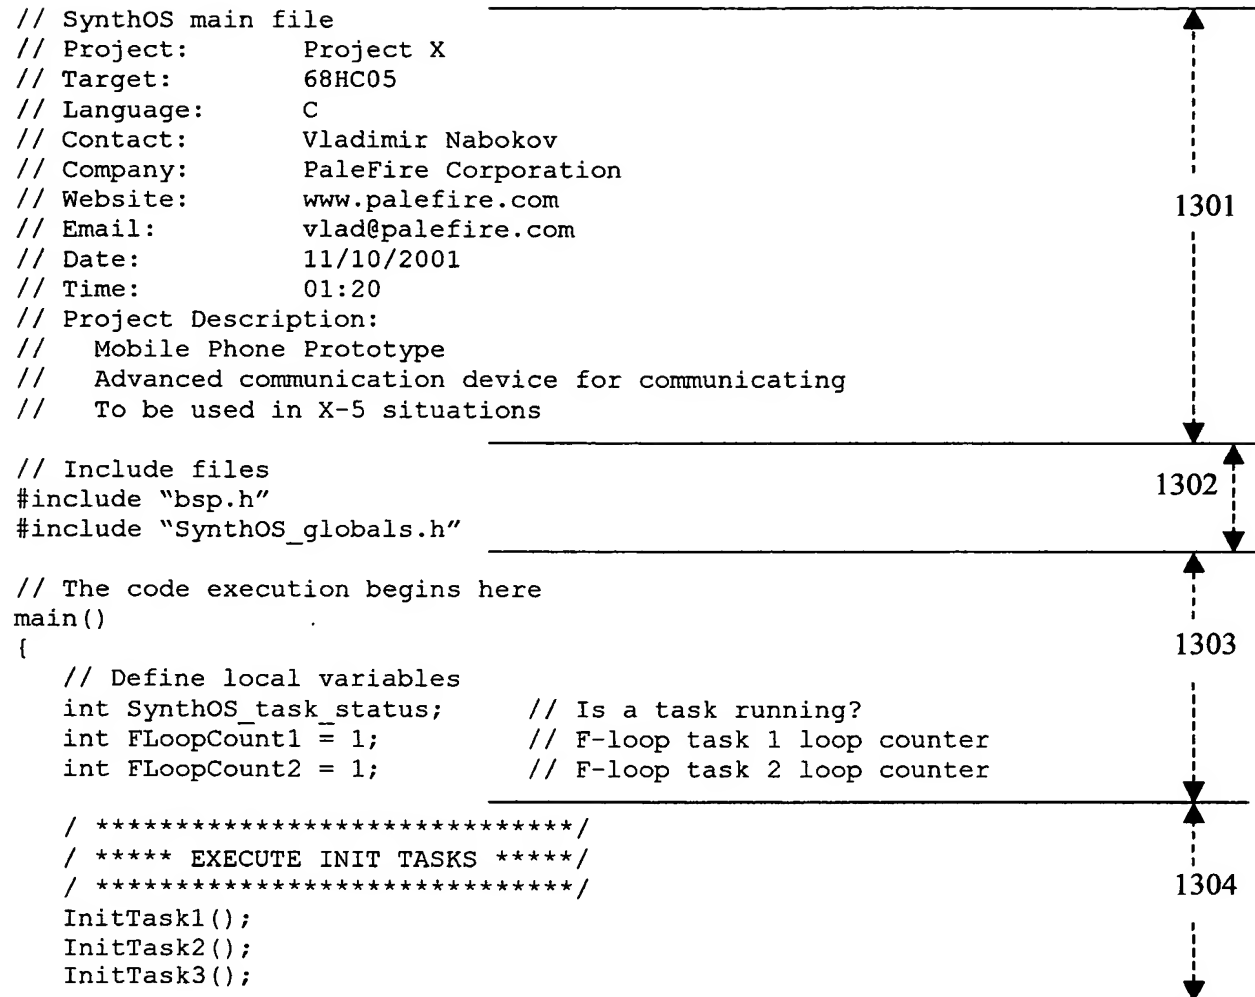 // SynthOS main file
// Project: Project X
// Target: 68HC05
// Language: C
// Contact: Vladimir Nabokov
// Company: PaleFire Corporation
// Website: www.palefire.com
// Email: vlad@palefire.com
// Date: 11/10/2001
// Time: 01:20
// Project Description:
// Mobile Phone Prototype
// Advanced communication device for communicating
// To be used in X-5 situations
1301
// Include files
#include "bsp.h"
#include "SynthOS_globals.h"
1302
// The code execution begins here
main()
{
// Define local variables
int SynthOS_task_status; // Is a task running?
int FLoopCount1 = 1; // F-loop task 1 loop counter
int FLoopCount2 = 1; // F-loop task 2 loop counter
1303
/ ******************************/
/ ***** EXECUTE INIT TASKS *****/
/ ******************************/
InitTask1();
InitTask2();
InitTask3();
1304